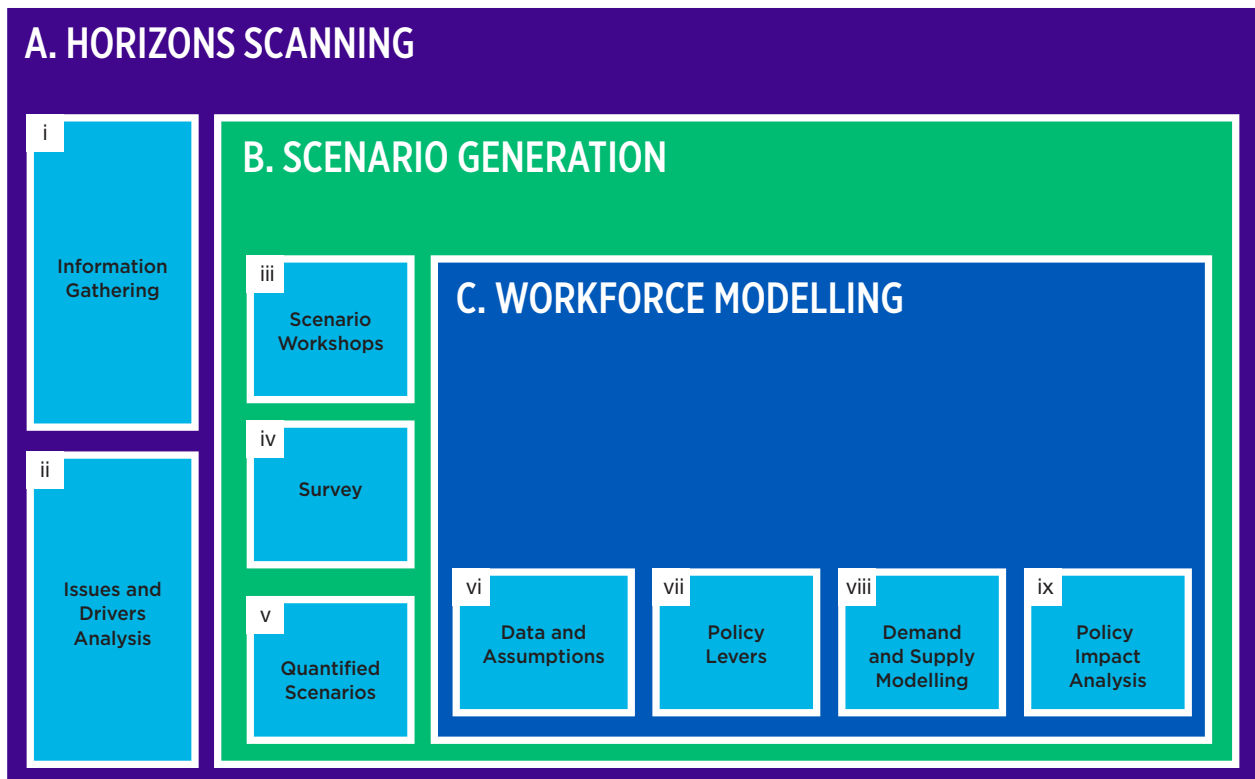 A. HORIZONS SCANNING
i
Information
Gathering
ii
Issues and
Drivers
Analysis
B. SCENARIO GENERATION
iii
Scenario
Workshops
iv
Survey
v
Quantified
Scenarios
C. WORKFORCE MODELLING
vi
Data and
Assumptions
vii
Policy
Levers
viii
Demand
and Supply
Modelling
ix
Policy
Impact
Analysis